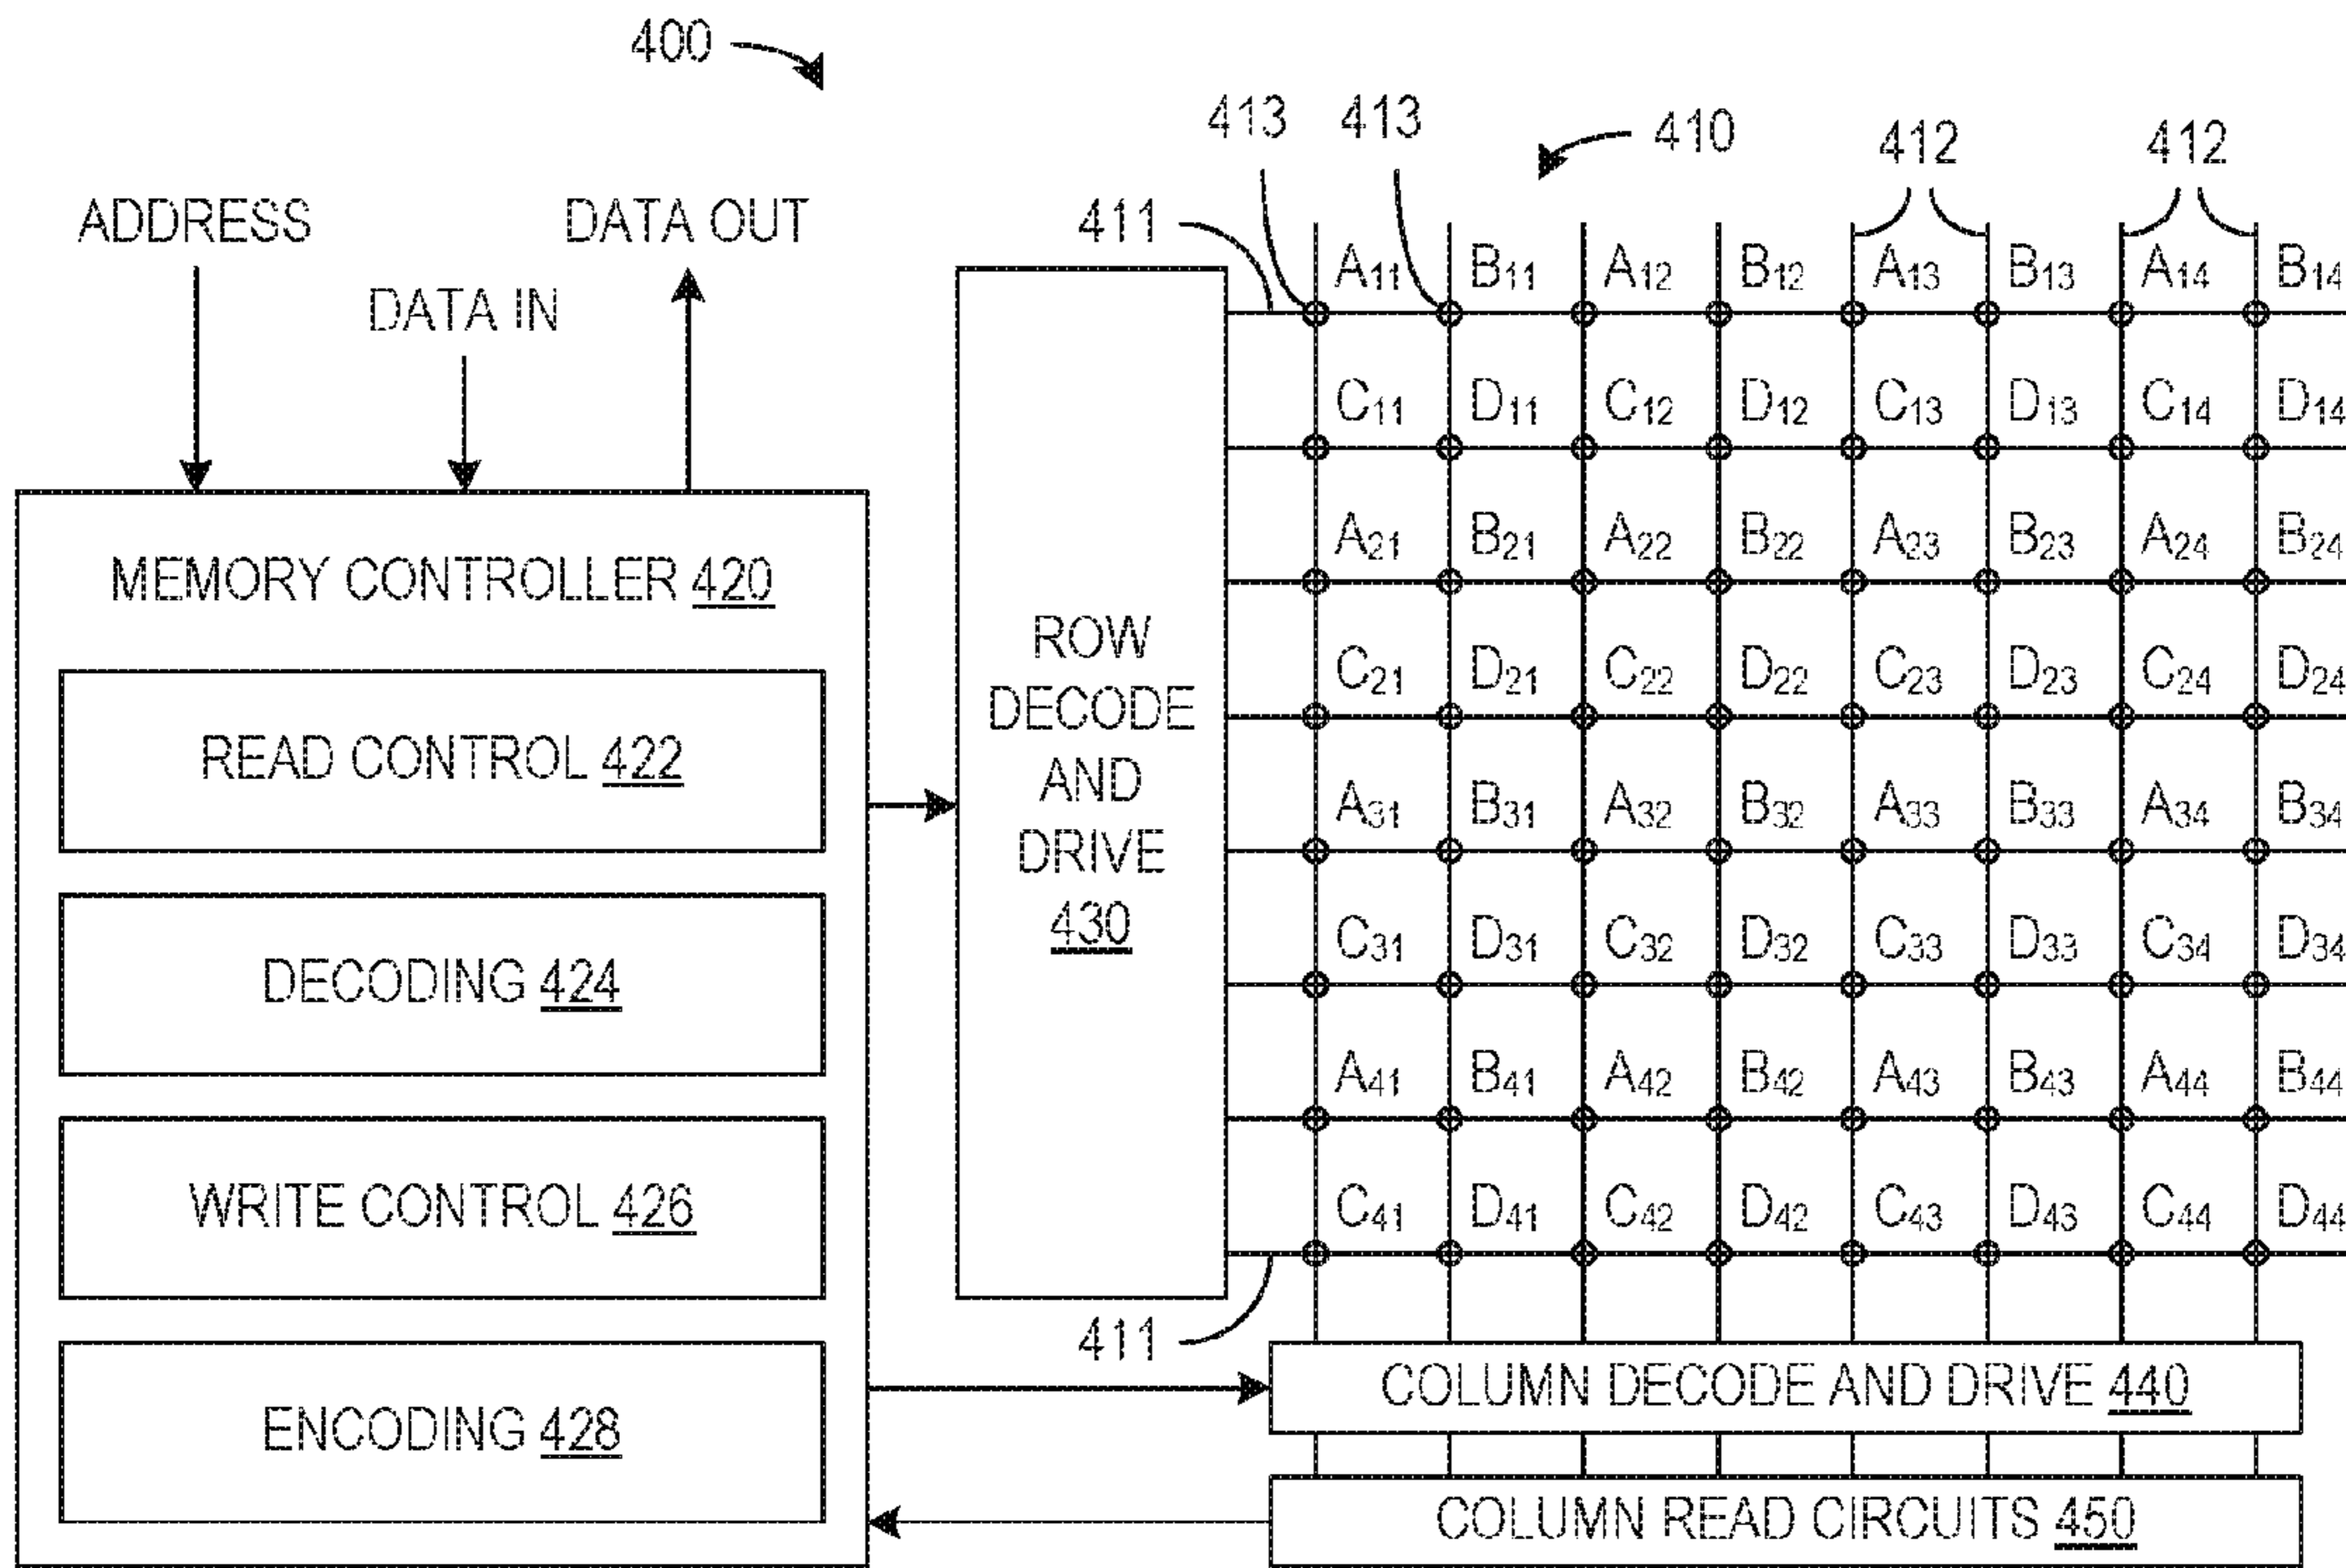 400
413 413 410 412 412
ADDRESS DATA OUT 411
DATA IN
A11 B11 A12 B12 A13 B13 A14 B14
C11 D11 C12 D12 C13 D13 C14 D14
A21 B21 A22 B22 A23 B23 A24 B24
C21 D21 C22 D22 C23 D23 C24 D24
A31 B31 A32 B32 A33 B33 A34 B34
C31 D31 C32 D32 C33 D33 C34 D34
A41 B41 A42 B42 A43 B43 A44 B44
C41 D41 C42 D42 C43 D43 C44 D44
411
MEMORY CONTROLLER 420
READ CONTROL 422
DECODING 424
WRITE CONTROL 426
ENCODING 428
ROW
DECODE
AND
DRIVE
430
COLUMN DECODE AND DRIVE 440
COLUMN READ CIRCUITS 450